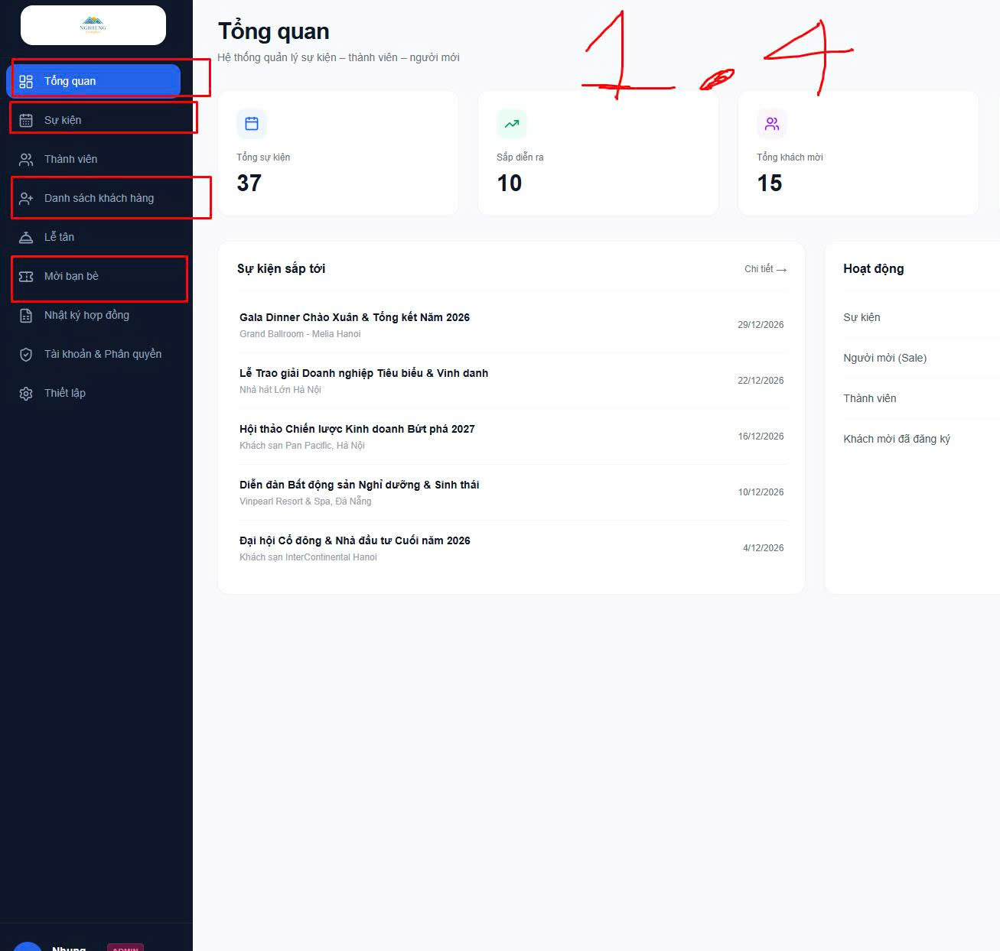 NGHIENG
Tổng quan
Sự kiện
Thành viên
Danh sách khách hàng
Lễ tân
Mời bạn bè
Nhật ký hợp đồng
Tài khoản & Phân quyền
Thiết lập
Nhung
ADMIN
Tổng quan
Hệ thống quản lý sự kiện – thành viên – người mời
1.4
Tổng sự kiện
37
Sắp diễn ra
10
Tổng khách mời
15
Sự kiện sắp tới
Chi tiết →
Gala Dinner Chào Xuân & Tổng kết Năm 2026
Grand Ballroom - Melia Hanoi
29/12/2026
Lễ Trao giải Doanh nghiệp Tiêu biểu & Vinh danh
Nhà hát Lớn Hà Nội
22/12/2026
Hội thảo Chiến lược Kinh doanh Bứt phá 2027
Khách sạn Pan Pacific, Hà Nội
16/12/2026
Diễn đàn Bất động sản Nghỉ dưỡng & Sinh thái
Vinpearl Resort & Spa, Đà Nẵng
10/12/2026
Đại hội Cổ đông & Nhà đầu tư Cuối năm 2026
Khách sạn InterContinental Hanoi
4/12/2026
Hoạt động
Sự kiện
Người mời (Sale)
Thành viên
Khách mời đã đăng ký